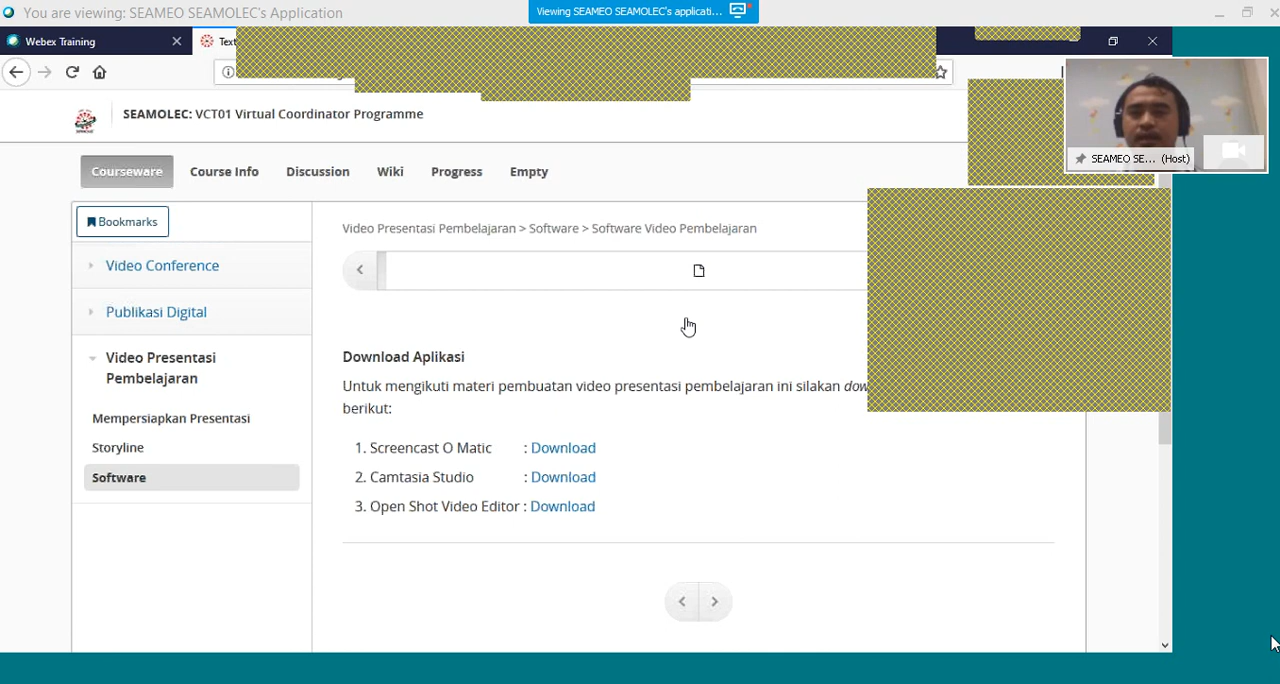 You are viewing: SEAMEO SEAMOLEC's Application
Viewing SEAMEO SEAMOLEC's applicati...
Webex Training
Text
SEAMOLEC: VCT01 Virtual Coordinator Programme
SEAMEO SE... (Host)
Courseware
Course Info
Discussion
Wiki
Progress
Empty
Bookmarks
Video Conference
Publikasi Digital
Video Presentasi
Pembelajaran
Mempersiapkan Presentasi
Storyline
Software
Video Presentasi Pembelajaran > Software > Software Video Pembelajaran
Download Aplikasi
Untuk mengikuti materi pembuatan video presentasi pembelajaran ini silakan
berikut:
1. Screencast O Matic : Download
2. Camtasia Studio : Download
3. Open Shot Video Editor : Download